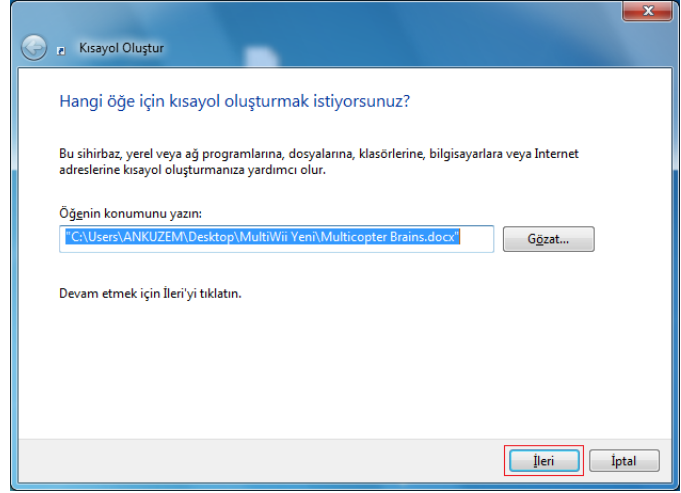 Kısayol Oluştur
Hangi öğe için kısayol oluşturmak istiyorsunuz?
Bu sihirbaz, yerel veya ağ programlarına, dosyalarına, klasörlerine, bilgisayarlara veya Internet
adreslerine kısayol oluşturmanıza yardımcı olur.
Öğenin konumunu yazın:
"C:\Users\ANKUZEM\Desktop\MultiWii Yeni\Multicopter Brains.docx"
Gözat...
Devam etmek için İleri'yi tıklatın.
İleri
İptal